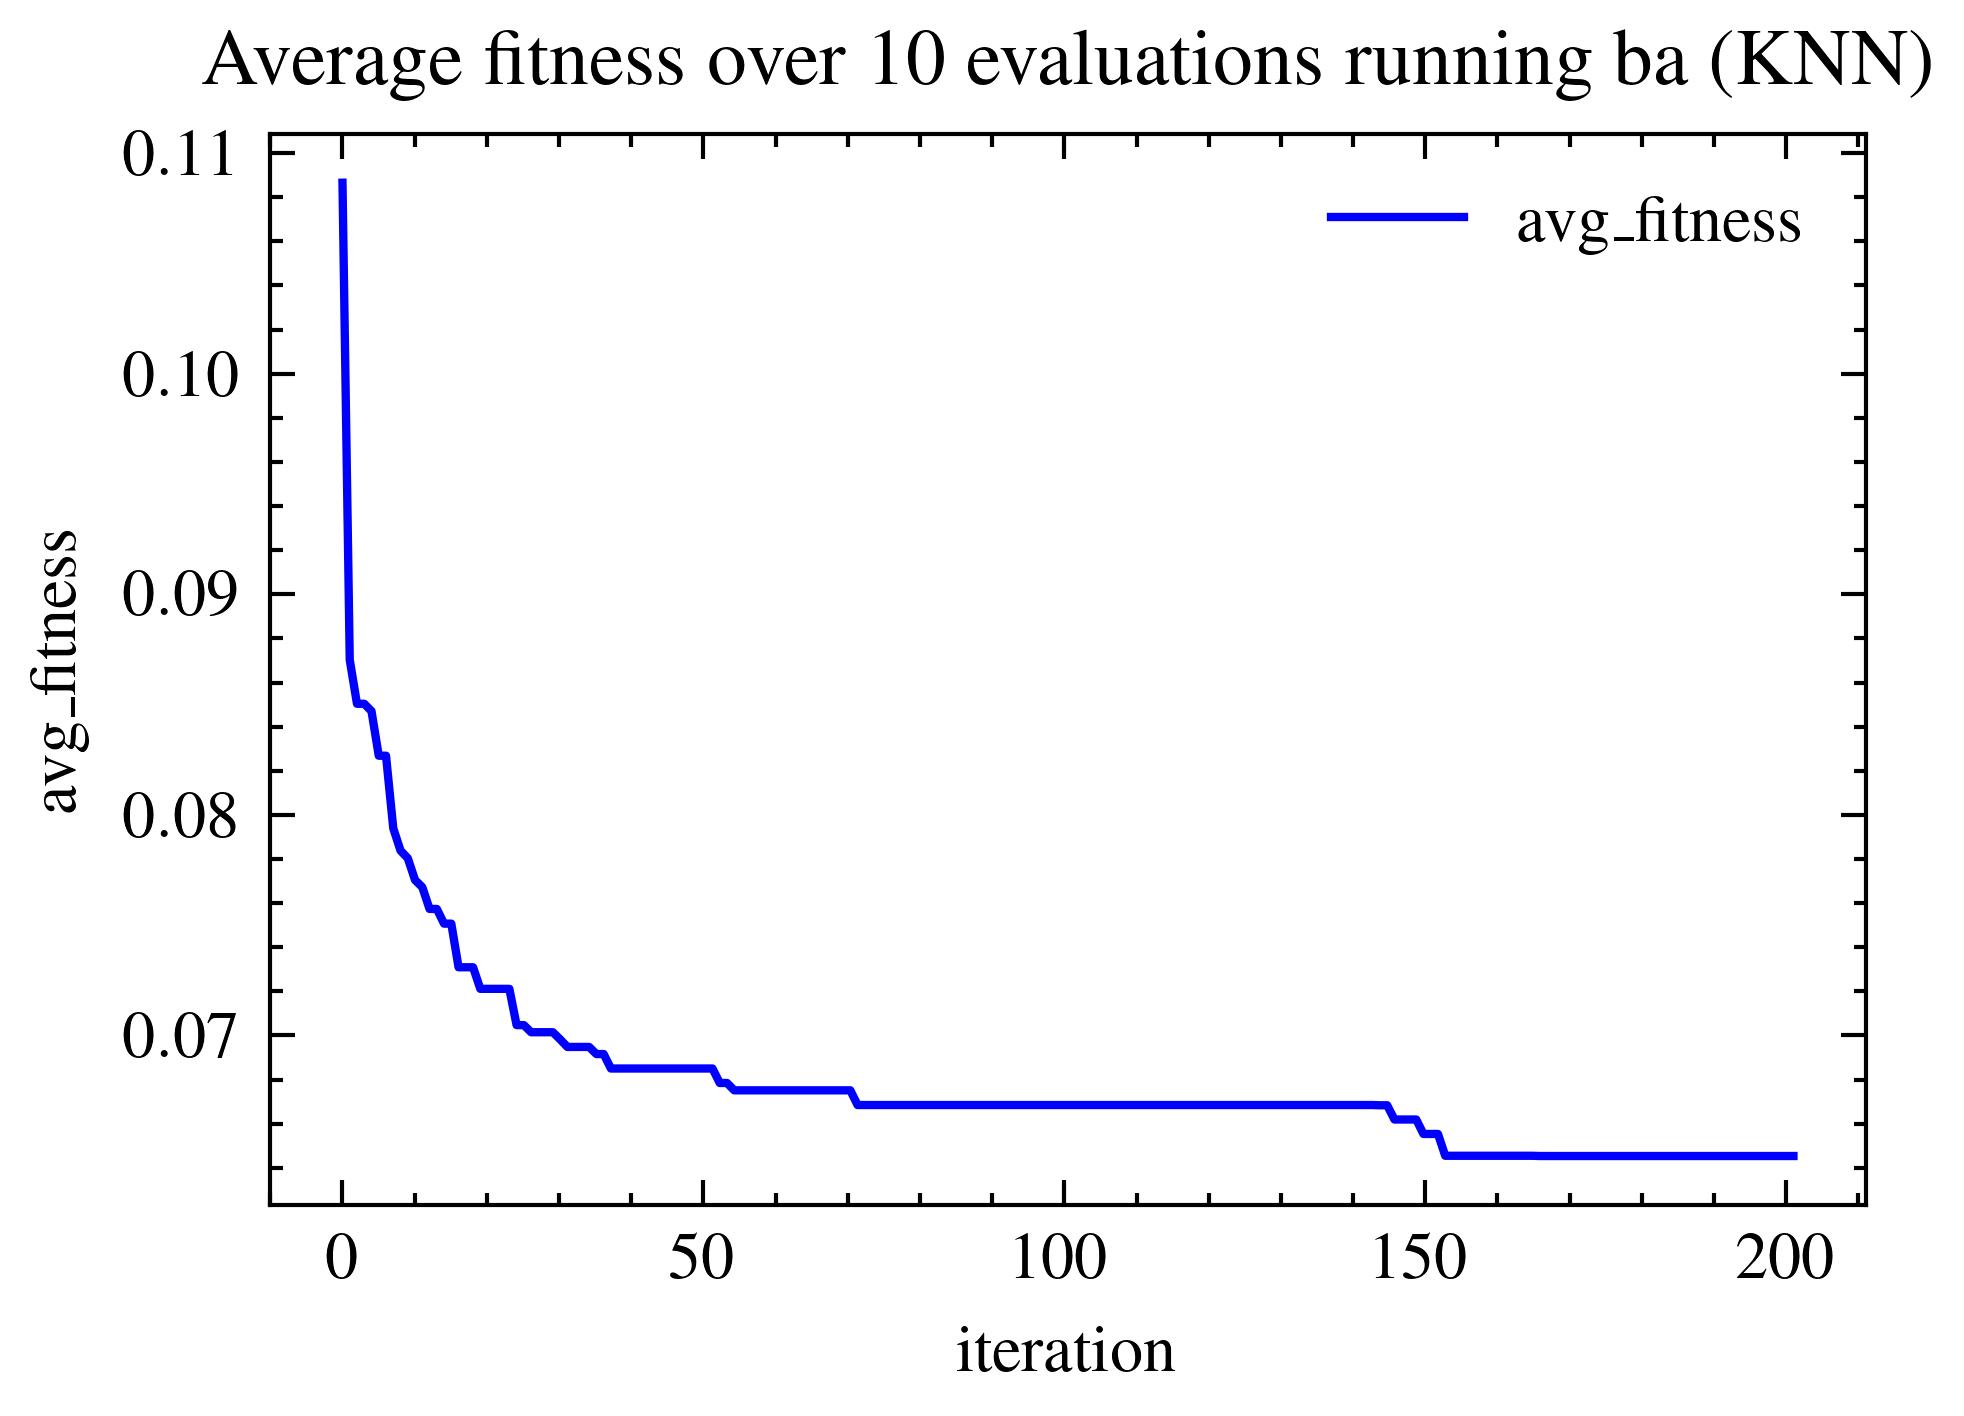 Average fitness over 10 evaluations running ba (KNN)
avg_fitness
0.11
0.10
0.09
0.08
0.07
avg_fitness
0 50 100 150 200
iteration